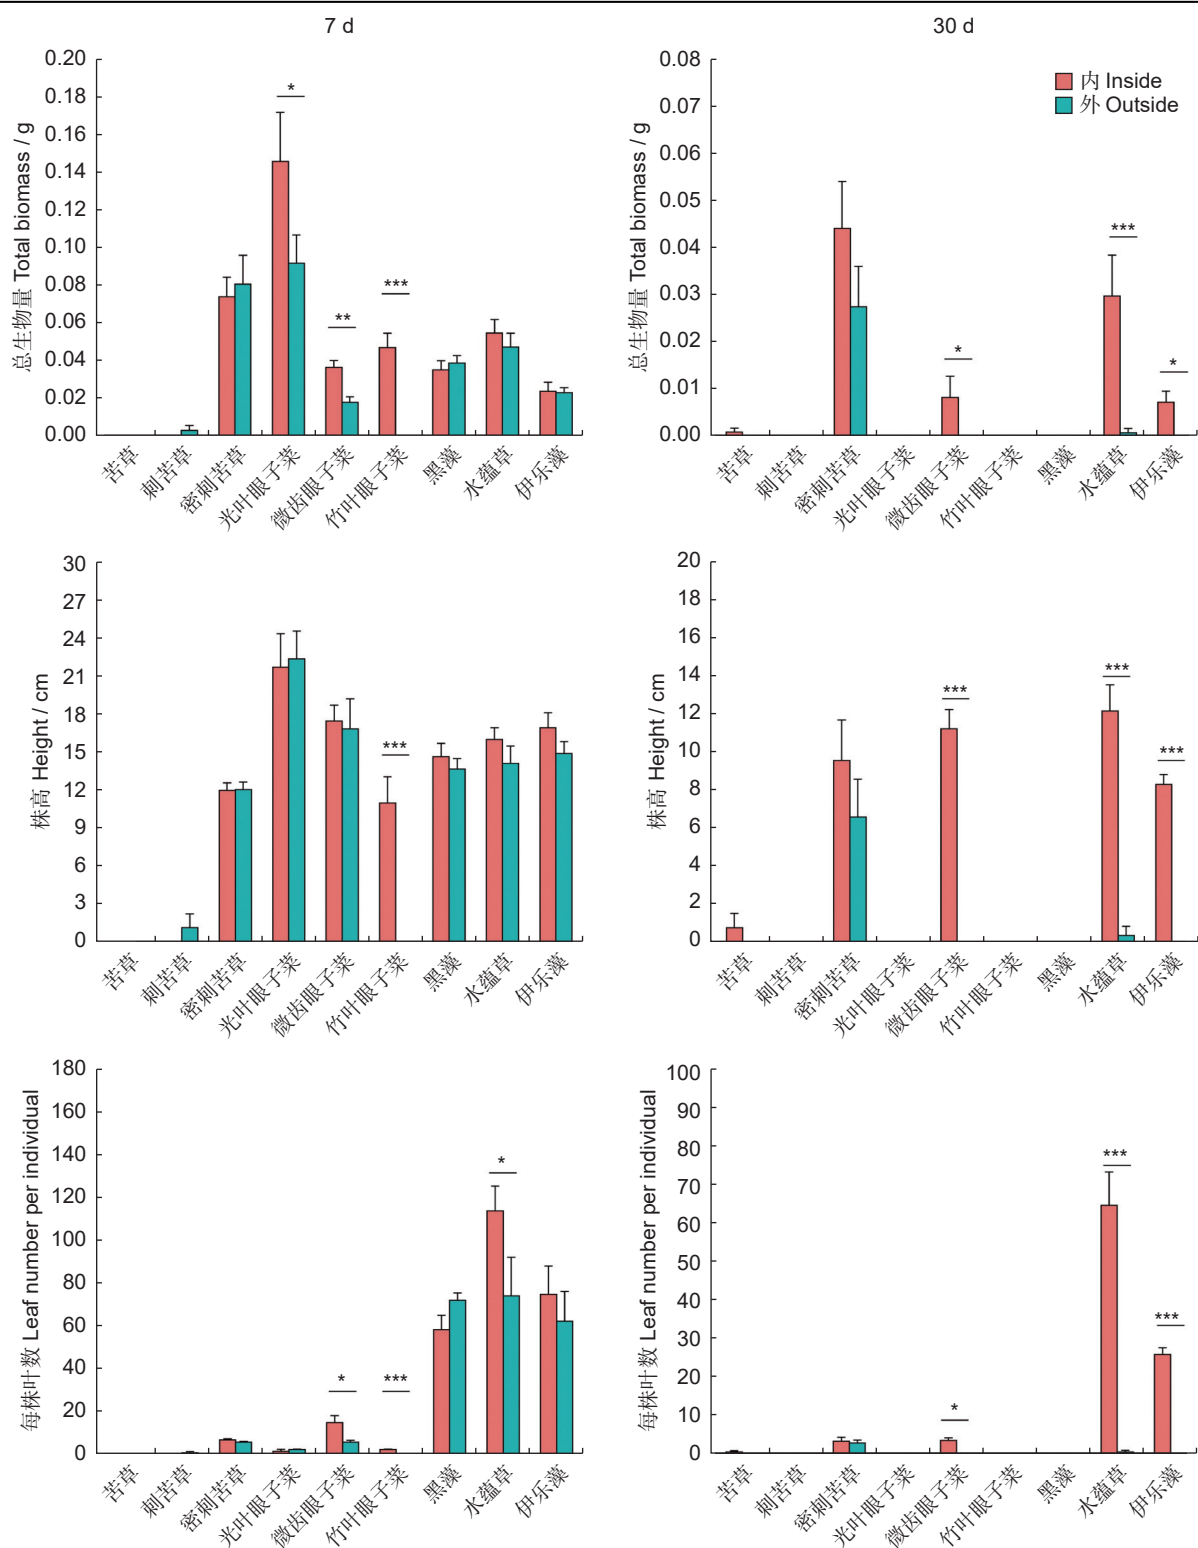 7 d
30 d
总生物量 Total biomass / g
0.20
0.18
0.16
0.14
0.12
0.10
0.08
0.06
0.04
0.02
0.00
*
**
***
苦草
刺苦草
密刺苦草
光叶眼子菜
微齿眼子菜
竹叶眼子菜
黑藻
水蕴草
伊乐藻
总生物量 Total biomass / g
0.08
0.07
0.06
0.05
0.04
0.03
0.02
0.01
0.00
内 Inside
外 Outside
*
***
*
苦草
刺苦草
密刺苦草
光叶眼子菜
微齿眼子菜
竹叶眼子菜
黑藻
水蕴草
伊乐藻
株高 Height / cm
30
27
24
21
18
15
12
9
6
3
0
***
苦草
刺苦草
密刺苦草
光叶眼子菜
微齿眼子菜
竹叶眼子菜
黑藻
水蕴草
伊乐藻
株高 Height / cm
20
18
16
14
12
10
8
6
4
2
0
***
***
***
苦草
刺苦草
密刺苦草
光叶眼子菜
微齿眼子菜
竹叶眼子菜
黑藻
水蕴草
伊乐藻
每株叶数 Leaf number per individual
180
160
140
120
100
80
60
40
20
0
*
***
*
苦草
刺苦草
密刺苦草
光叶眼子菜
微齿眼子菜
竹叶眼子菜
黑藻
水蕴草
伊乐藻
每株叶数 Leaf number per individual
100
90
80
70
60
50
40
30
20
10
0
*
***
***
苦草
刺苦草
密刺苦草
光叶眼子菜
微齿眼子菜
竹叶眼子菜
黑藻
水蕴草
伊乐藻